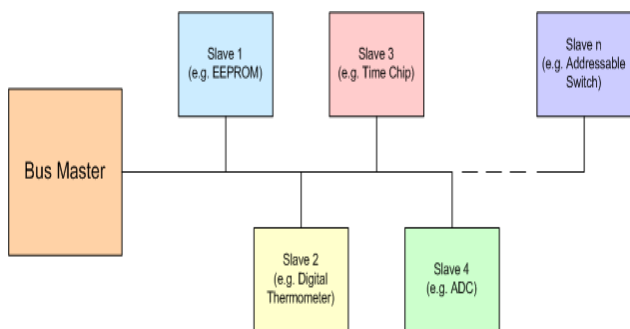 Bus Master
Slave 1
(e.g. EEPROM)
Slave 3
(e.g. Time Chip)
Slave n
(e.g. Addressable
Switch)
Slave 2
(e.g. Digital
Thermometer)
Slave 4
(e.g. ADC)